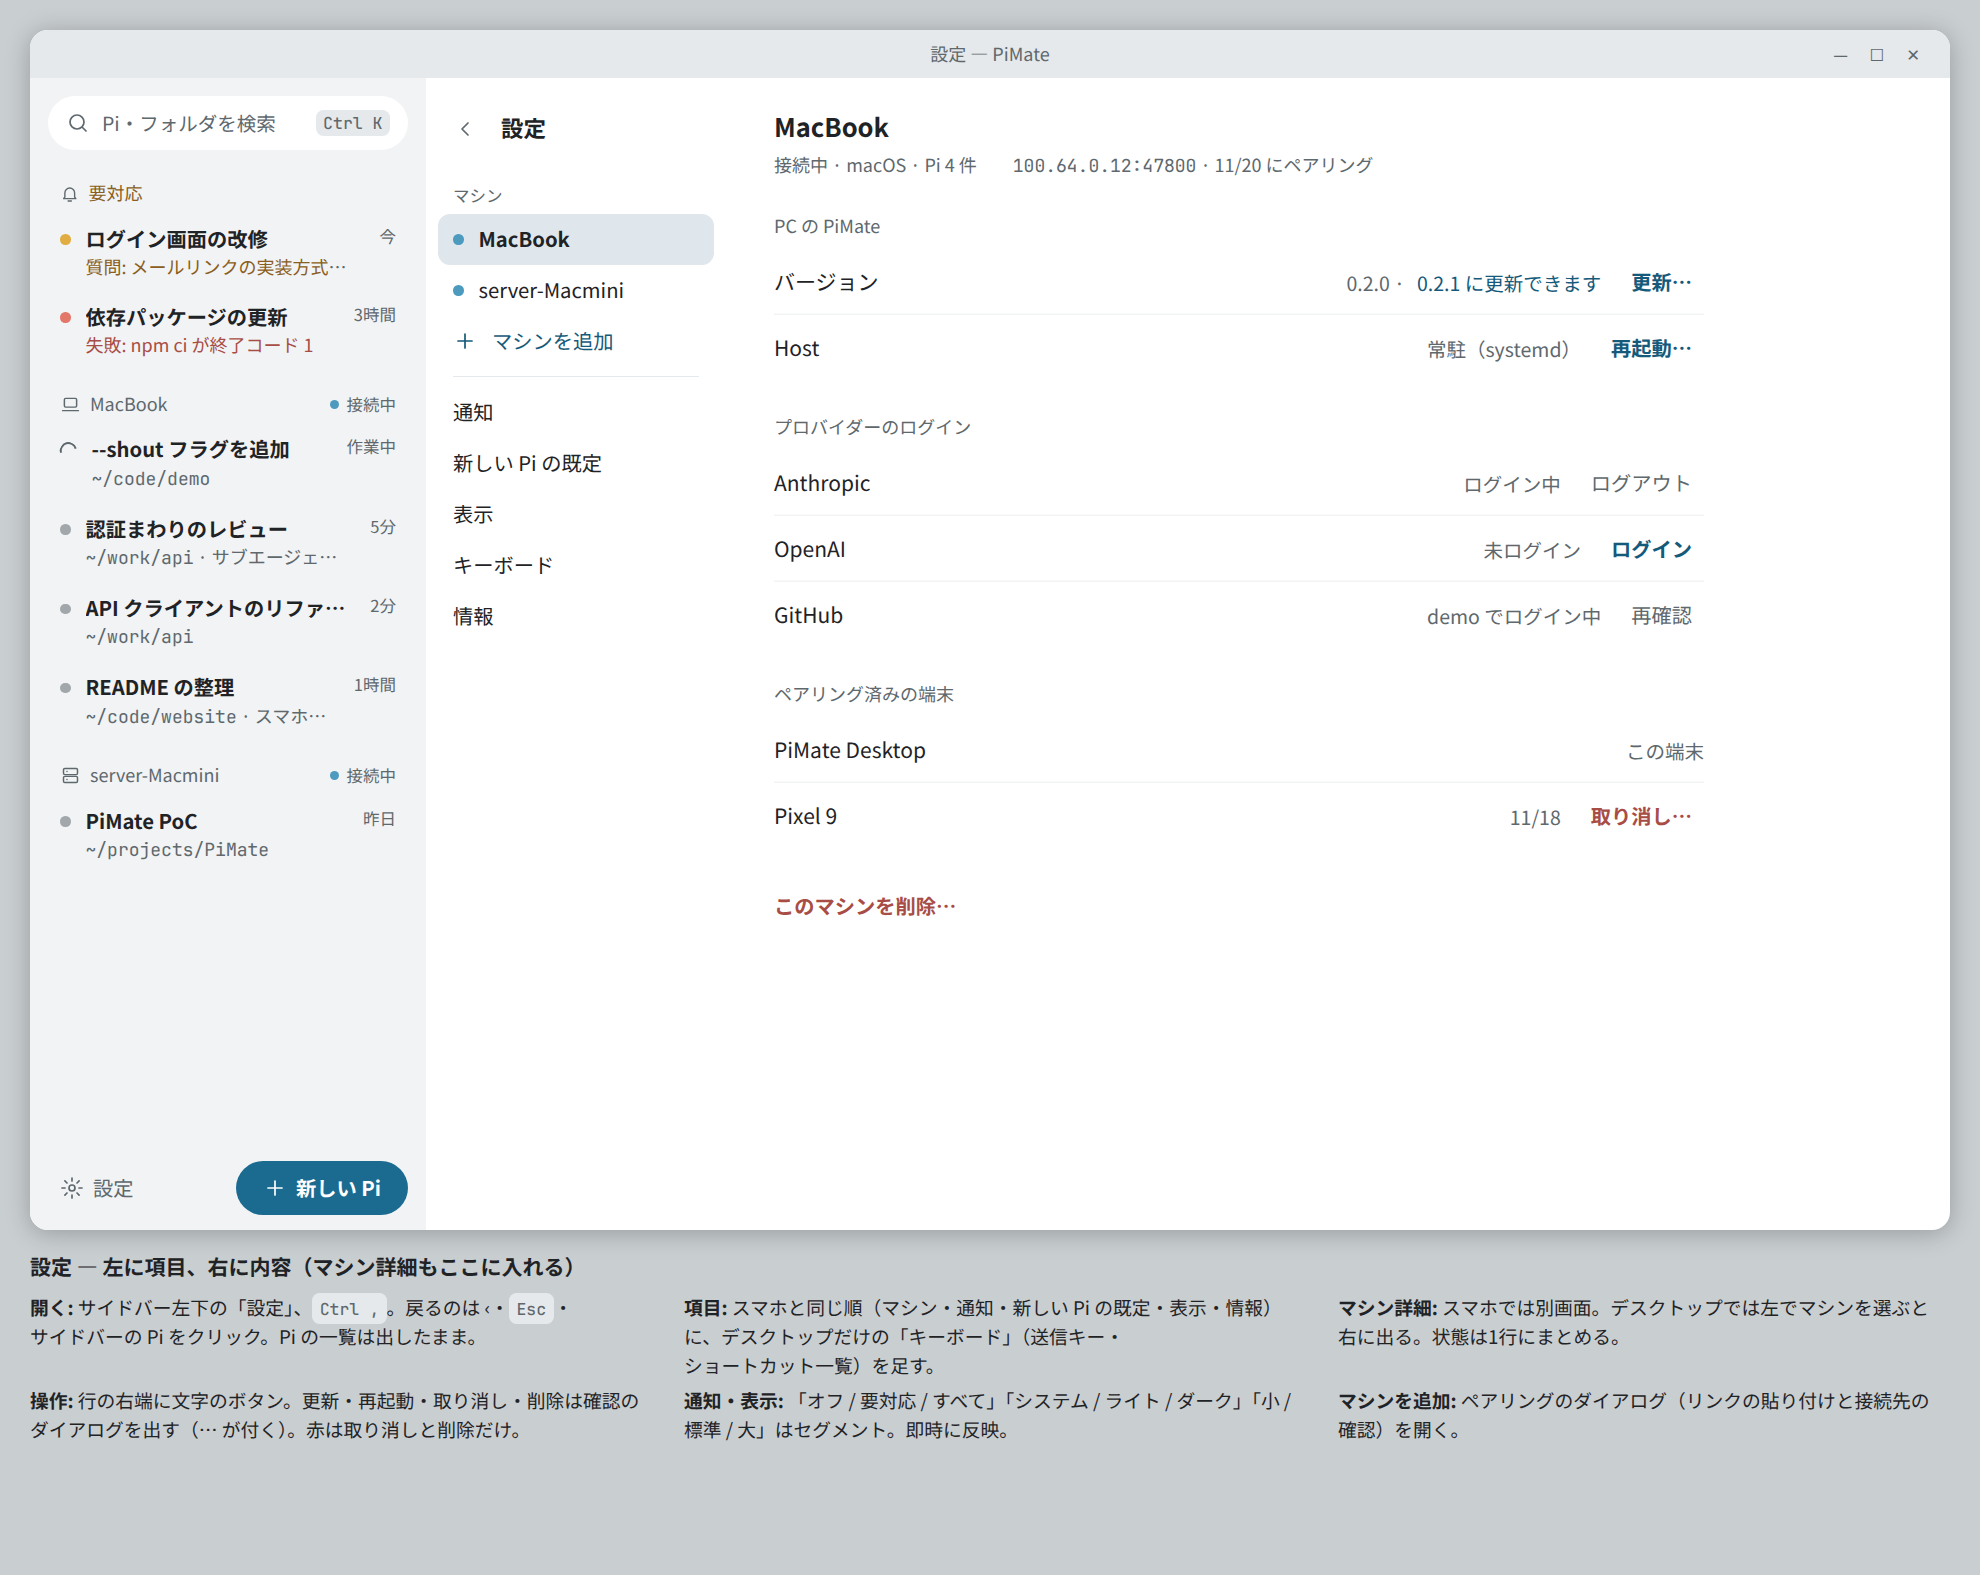 設定 — PiMate
Pi・フォルダを検索 Ctrl K
要対応
ログイン画面の改修 今
質問: メールリンクの実装方式…
依存パッケージの更新 3時間
失敗: npm ci が終了コード 1
MacBook 接続中
--shout フラグを追加 作業中
~/code/demo
認証まわりのレビュー 5分
~/work/api · サブエージェ…
API クライアントのリファ… 2分
~/work/api
README の整理 1時間
~/code/website · スマホ…
server-Macmini 接続中
PiMate PoC 昨日
~/projects/PiMate
設定
+ 新しい Pi
‹ 設定
マシン
MacBook
server-Macmini
+ マシンを追加
通知
新しい Pi の既定
表示
キーボード
情報
MacBook
接続中 · macOS · Pi 4 件 100.64.0.12:47800 · 11/20 にペアリング
PC の PiMate
バージョン 0.2.0 · 0.2.1 に更新できます 更新…
Host 常駐（systemd） 再起動…
プロバイダーのログイン
Anthropic ログイン中 ログアウト
OpenAI 未ログイン ログイン
GitHub demo でログイン中 再確認
ペアリング済みの端末
PiMate Desktop この端末
Pixel 9 11/18 取り消し…
このマシンを削除…
設定 — 左に項目、右に内容（マシン詳細もここに入れる）
開く: サイドバー左下の「設定」、 Ctrl , 。戻るのは ‹・ Esc ・
サイドバーの Pi をクリック。Pi の一覧は出したまま。
項目: スマホと同じ順（マシン・通知・新しい Pi の既定・表示・情報）
に、デスクトップだけの「キーボード」（送信キー・
ショートカット一覧）を足す。
マシン詳細: スマホでは別画面。デスクトップでは左でマシンを選ぶと
右に出る。状態は1行にまとめる。
操作: 行の右端に文字のボタン。更新・再起動・取り消し・削除は確認の
ダイアログを出す（… が付く）。赤は取り消しと削除だけ。
通知・表示: 「オフ / 要対応 / すべて」「システム / ライト / ダーク」「小 /
標準 / 大」はセグメント。即時に反映。
マシンを追加: ペアリングのダイアログ（リンクの貼り付けと接続先の
確認）を開く。